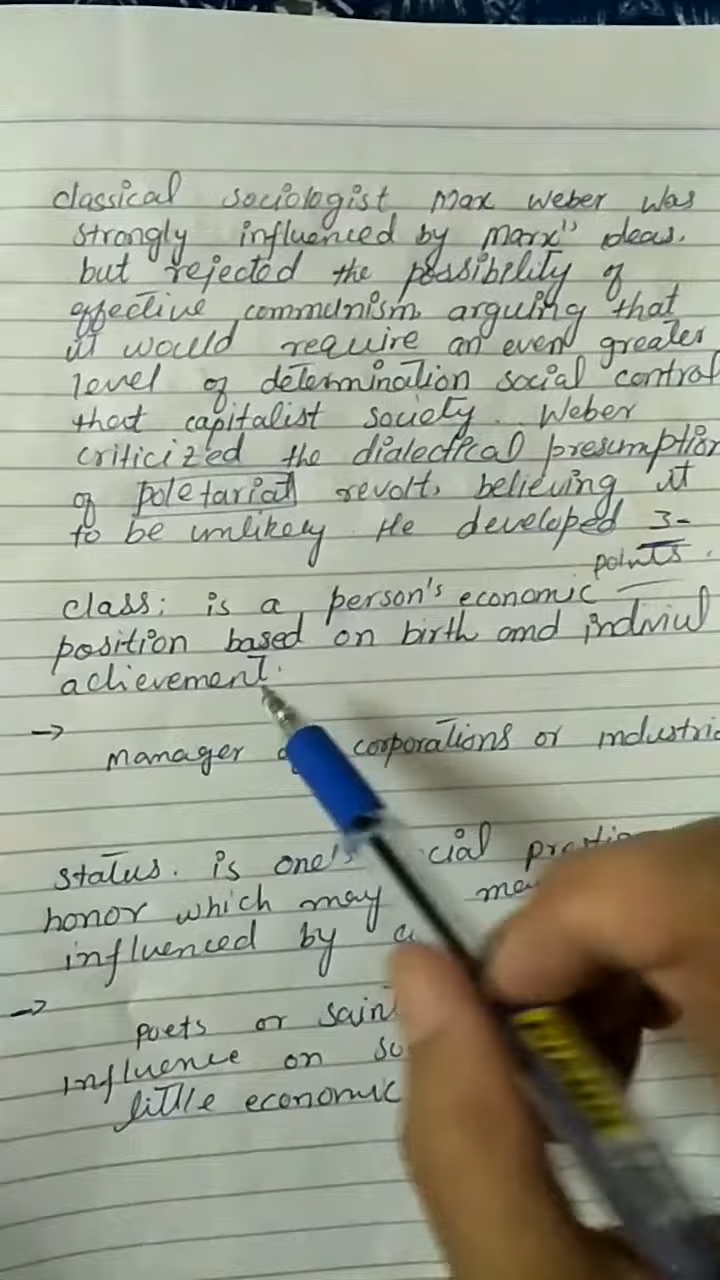 classical sociologist Max Weber was
strongly influenced by Marx's ideas.
but rejected the possibility of
effective communism arguing that
it would require an even greater
level of determination social control
that capitalist society. Weber
criticized the dialectical presumption
of poletariat revolt, believing it
to be unlikely He developed 3-
points.
class: is a person's economic
position based on birth and indiviul
achievement.
→ manager corporations or industri
status. is one's cial
honor which may
influenced by
→ poets or sain
influence on so
little economic